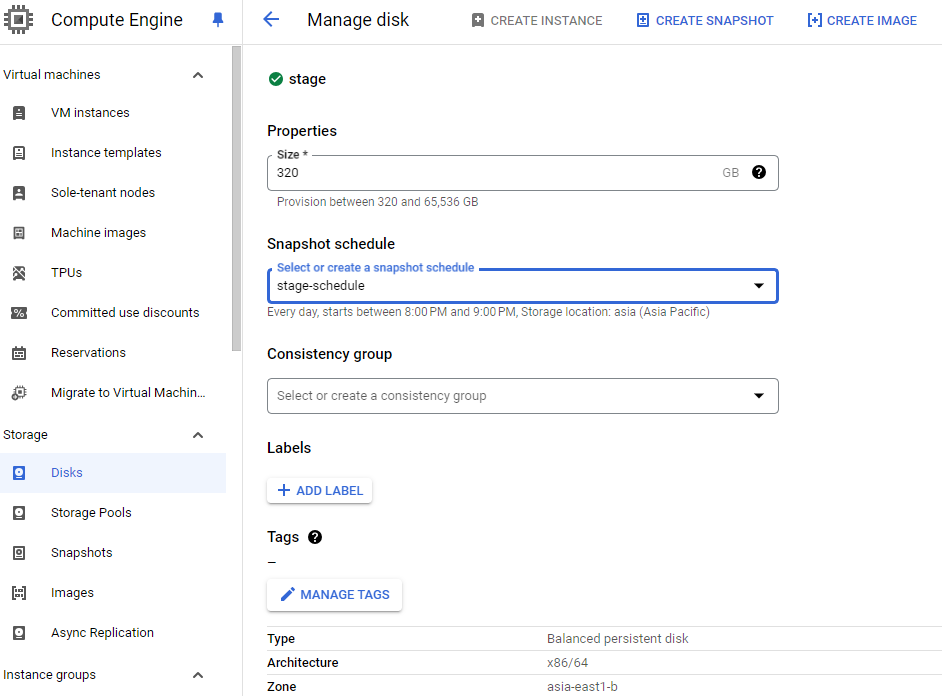 Compute Engine
Manage disk
CREATE INSTANCE
CREATE SNAPSHOT
CREATE IMAGE
Virtual machines
VM instances
Instance templates
Sole-tenant nodes
Machine images
TPUs
Committed use discounts
Reservations
Migrate to Virtual Machin...
Storage
Disks
Storage Pools
Snapshots
Images
Async Replication
Instance groups
stage
Properties
Size *
320
GB
Provision between 320 and 65,536 GB
Snapshot schedule
Select or create a snapshot schedule
stage-schedule
Every day, starts between 8:00 PM and 9:00 PM, Storage location: asia (Asia Pacific)
Consistency group
Select or create a consistency group
Labels
+ ADD LABEL
Tags
–
MANAGE TAGS
Type Balanced persistent disk
Architecture x86/64
Zone asia-east1-b